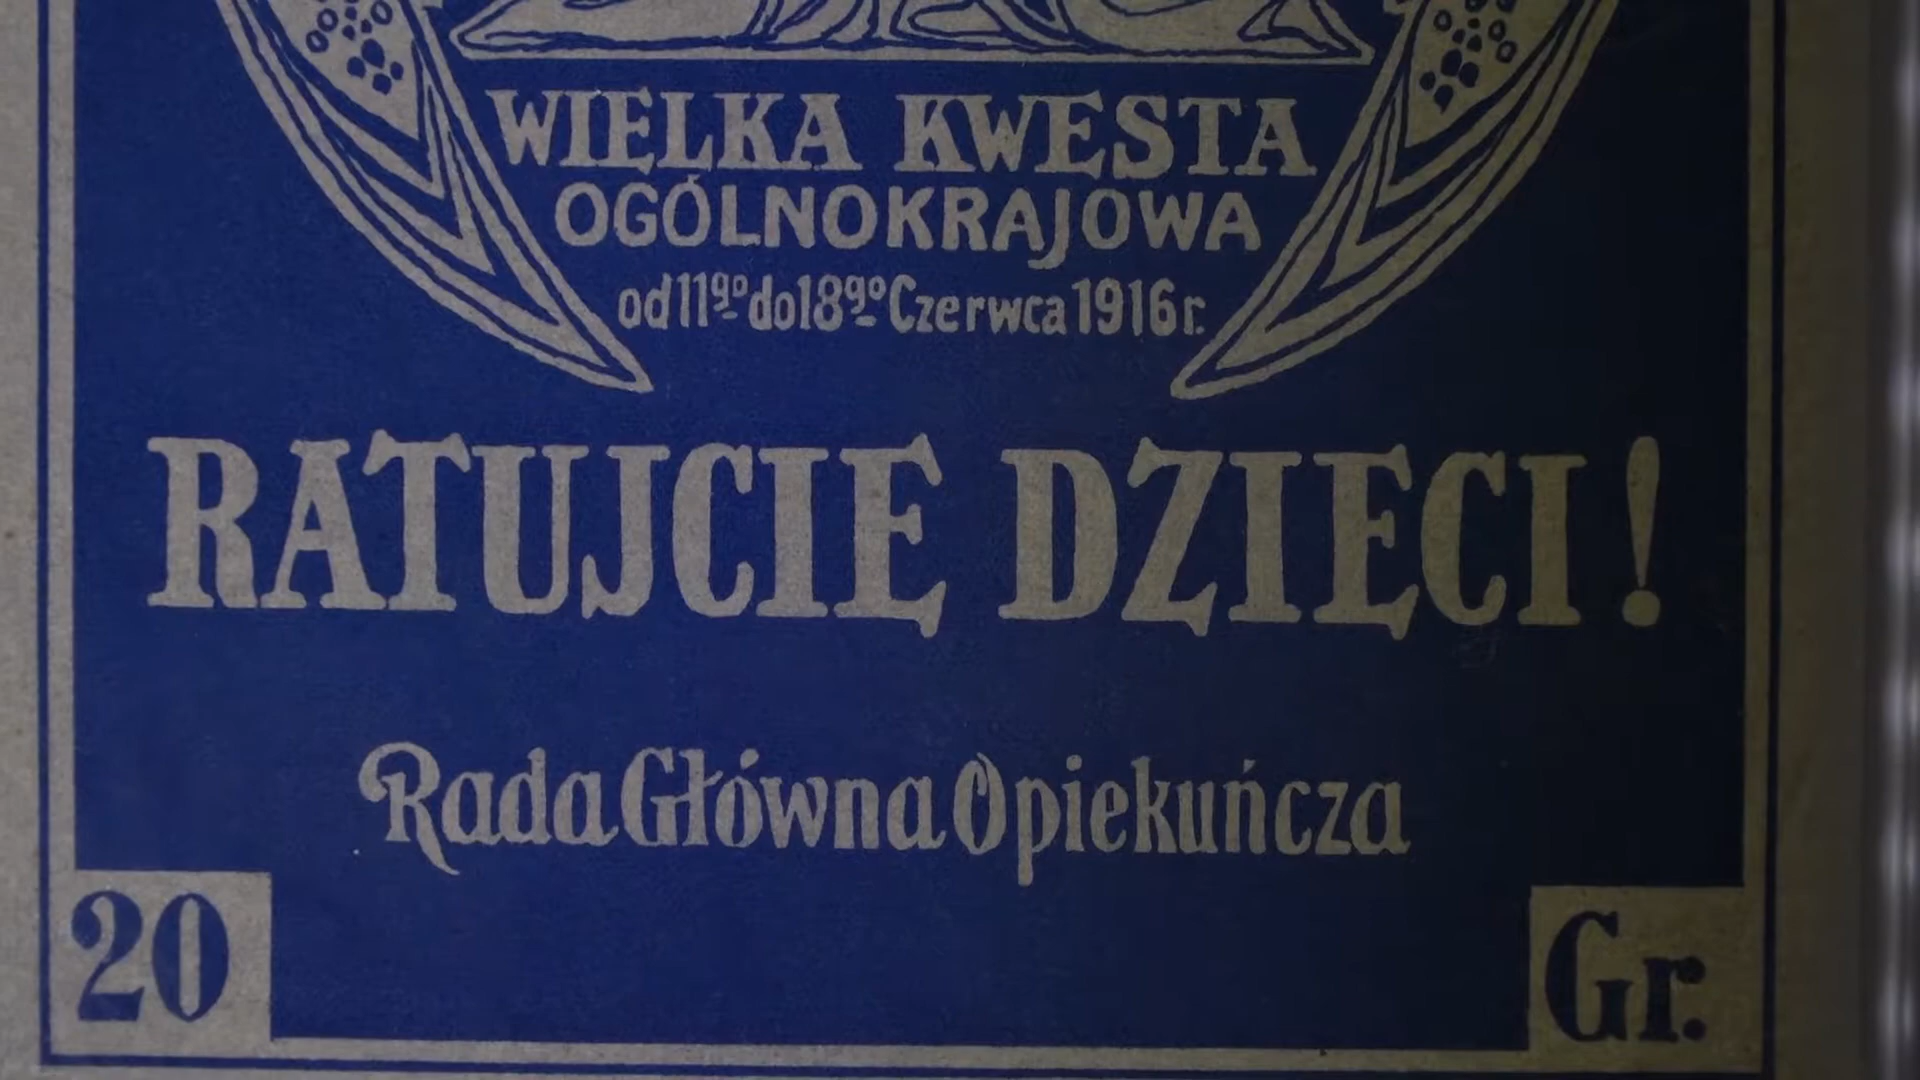 WIELKA KWESTA
OGÓLNOKRAJOWA
od 11go do 18go Czerwca 1916 r.
RATUJCIE DZIECI!
Rada Główna Opiekuńcza
20 Gr.